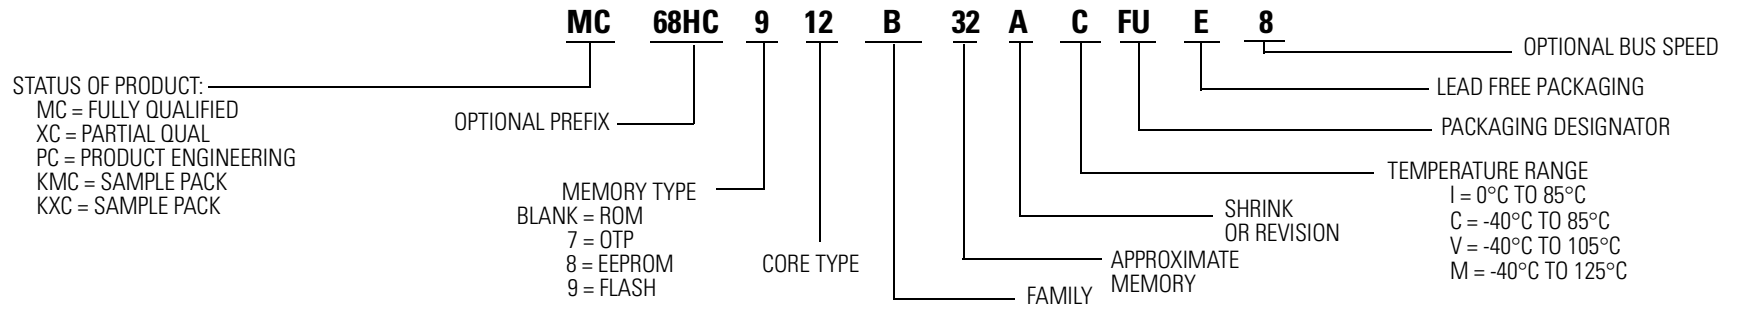 MC 68HC 9 12 B 32 A C FU E 8
OPTIONAL BUS SPEED
LEAD FREE PACKAGING
PACKAGING DESIGNATOR
TEMPERATURE RANGE
I = 0°C TO 85°C
C = -40°C TO 85°C
V = -40°C TO 105°C
M = -40°C TO 125°C
SHRINK
OR REVISION
APPROXIMATE
MEMORY
FAMILY
CORE TYPE
MEMORY TYPE
BLANK = ROM
7 = OTP
8 = EEPROM
9 = FLASH
OPTIONAL PREFIX
STATUS OF PRODUCT:
MC = FULLY QUALIFIED
XC = PARTIAL QUAL
PC = PRODUCT ENGINEERING
KMC = SAMPLE PACK
KXC = SAMPLE PACK